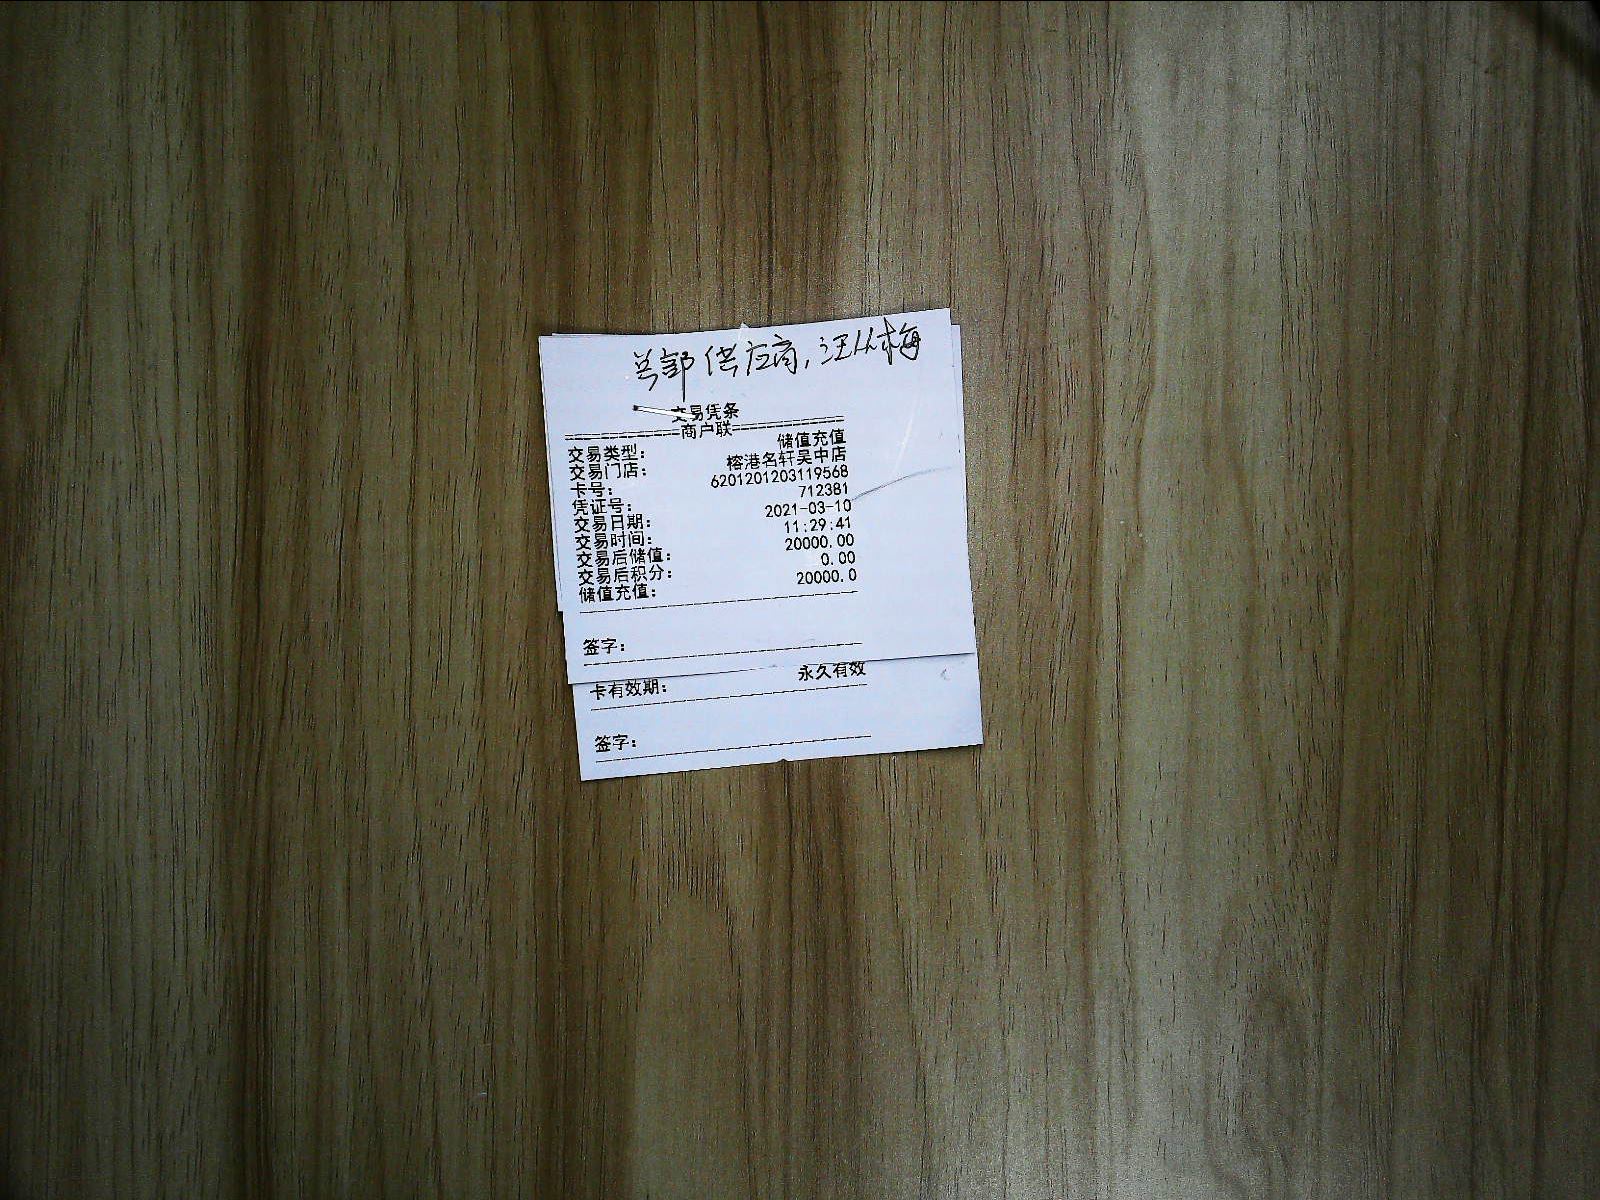 总部供应商,汪从梅
交易凭条
商户联
交易类型: 储值充值
交易门店: 榕港名轩吴中店
卡号: 6201201203119568
凭证号: 712381
交易日期: 2021-03-10
交易时间: 11:29:41
交易后储值: 20000.00
交易后积分: 0.00
储值充值: 20000.0
签字:
卡有效期: 永久有效
签字: